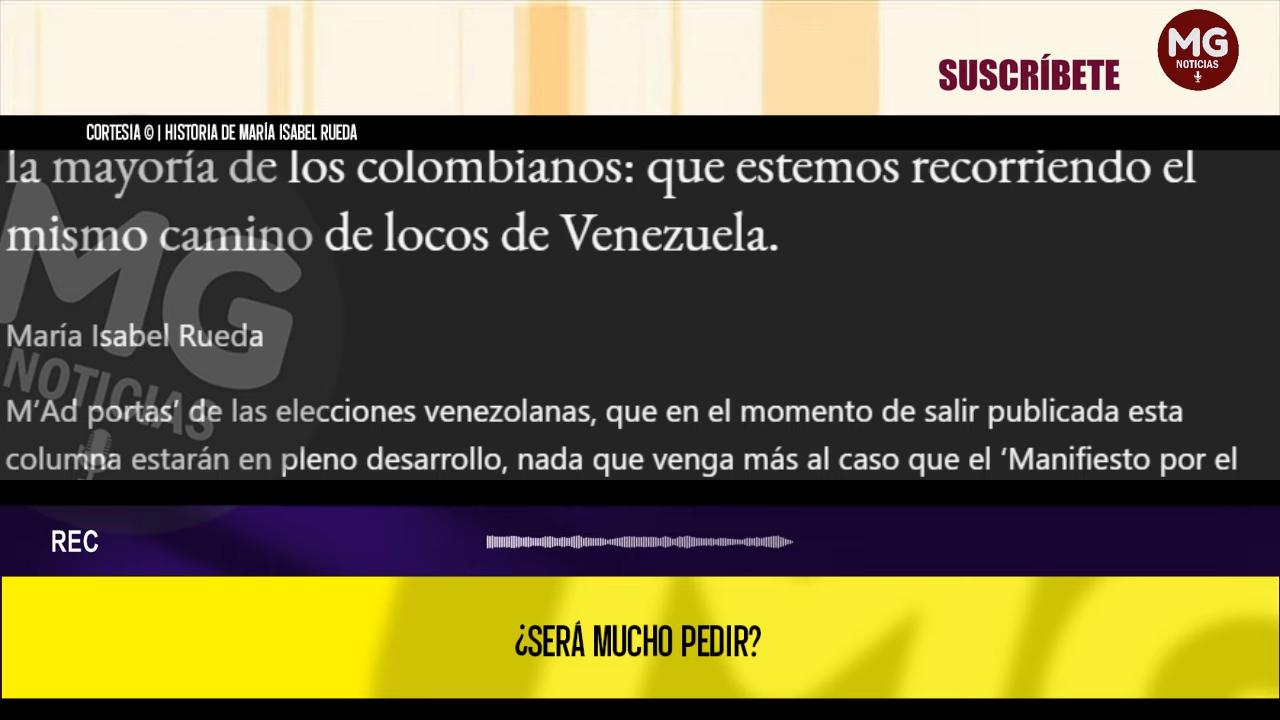 SUSCRÍBETE
MG
NOTICIAS
CORTESIA © | HISTORIA DE MARÍA ISABEL RUEDA
la mayoría de los colombianos: que estemos recorriendo el
mismo camino de locos de Venezuela.
MG
NOTICIAS
María Isabel Rueda
M‘Ad portas’ de las elecciones venezolanas, que en el momento de salir publicada esta
columna estarán en pleno desarrollo, nada que venga más al caso que el ‘Manifiesto por el
REC
¿SERÁ MUCHO PEDIR?